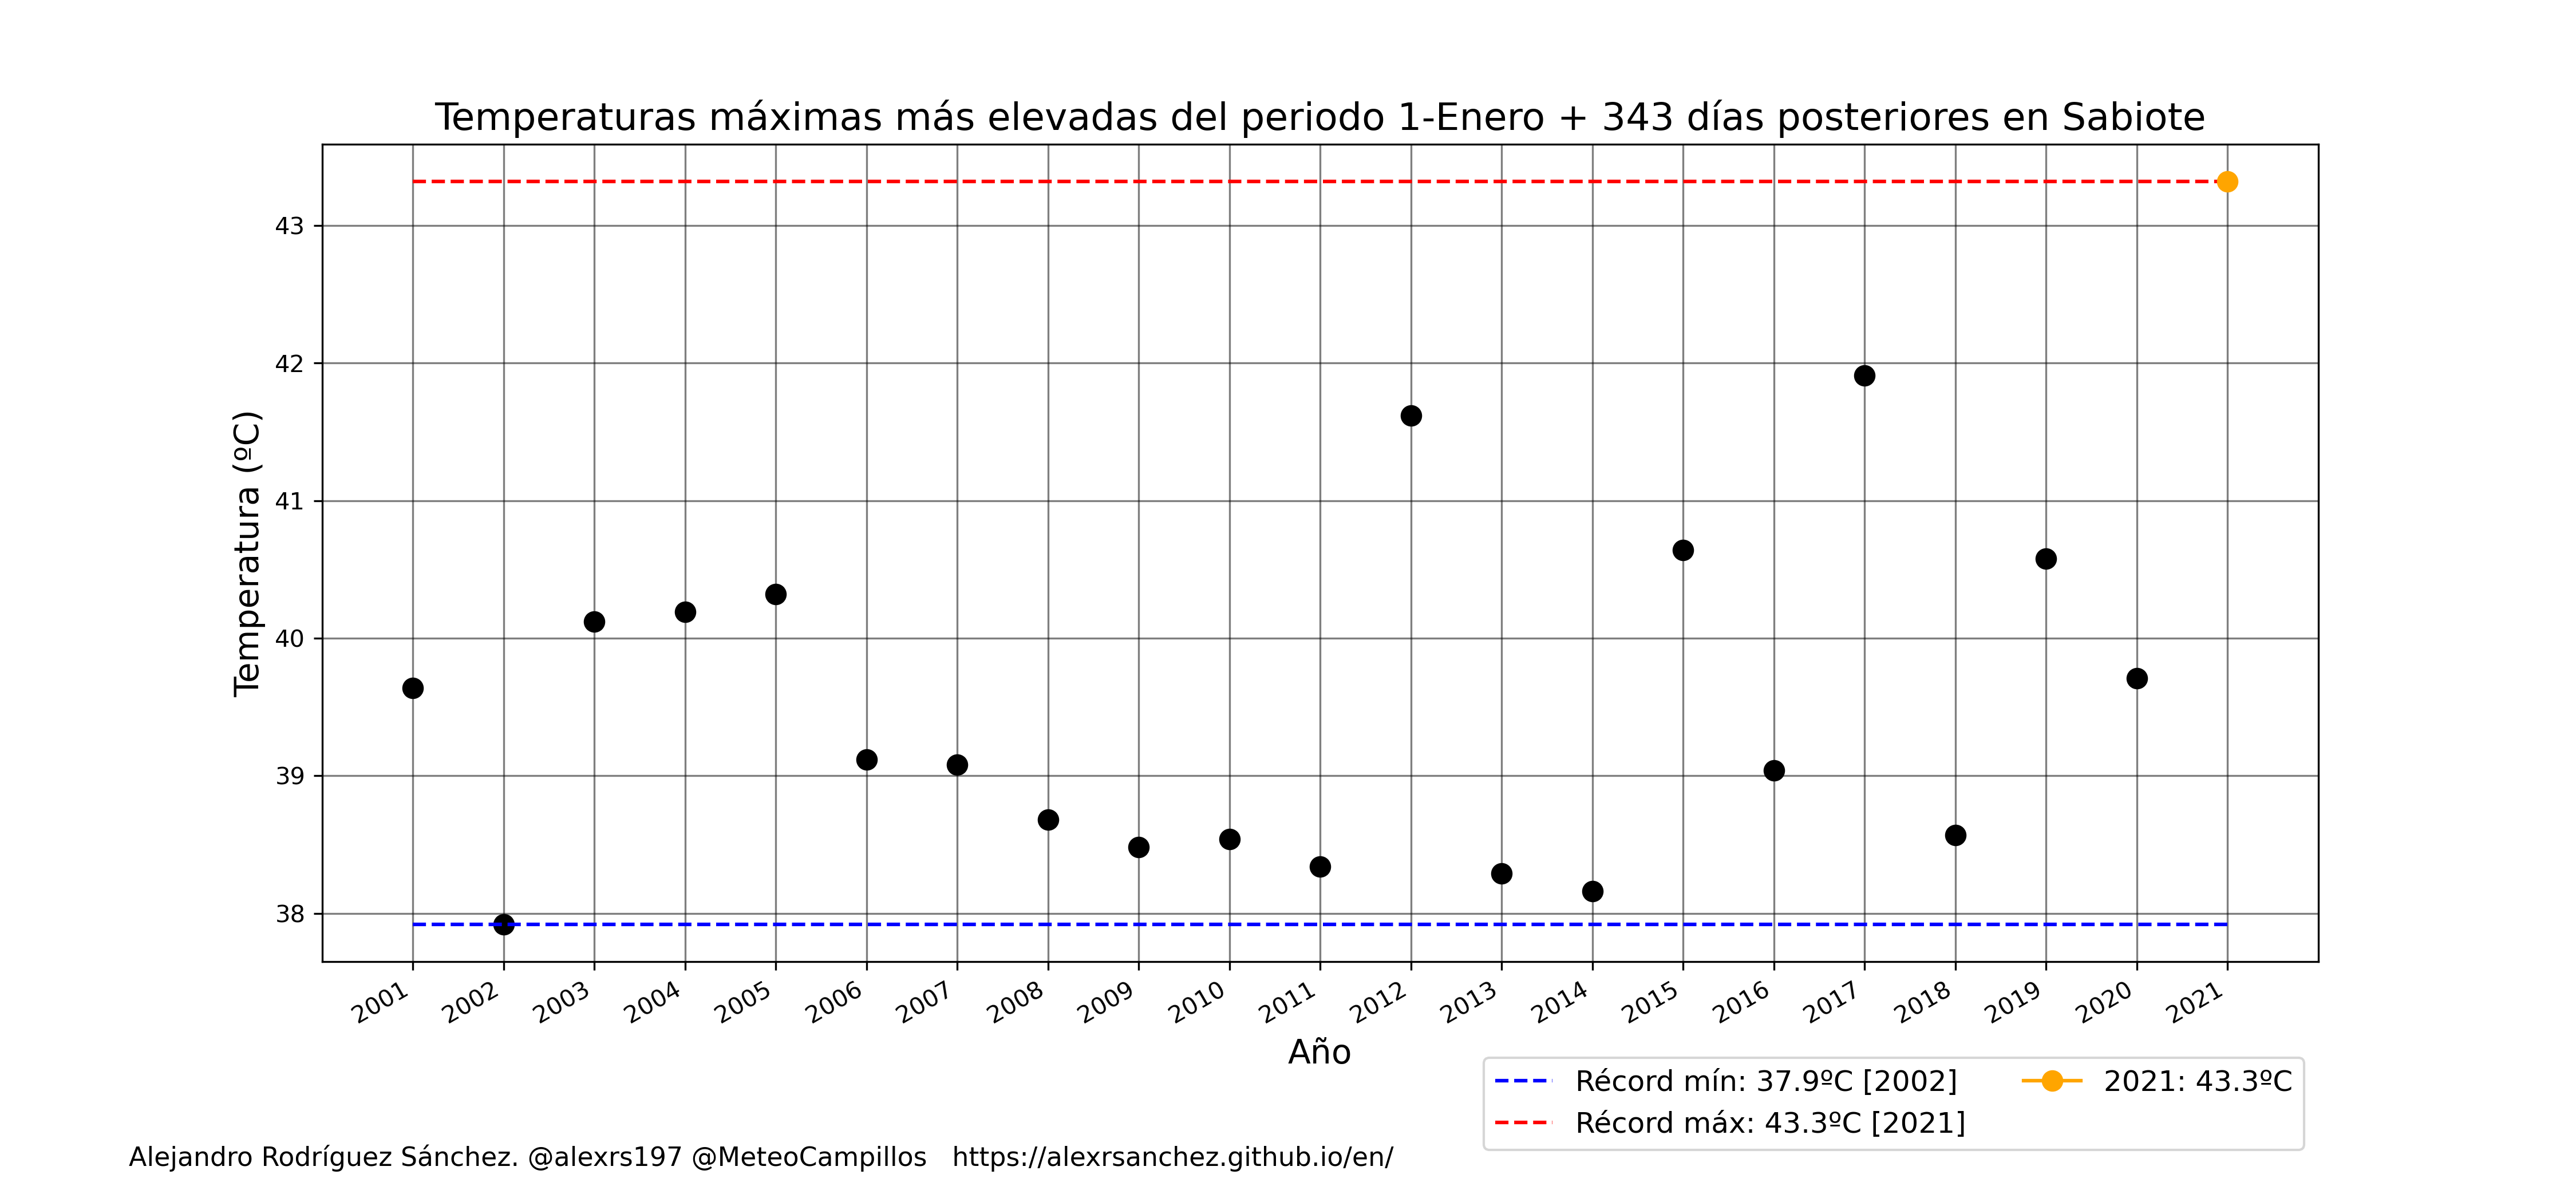 Temperaturas máximas más elevadas del periodo 1-Enero + 343 días posteriores en Sabiote
Temperatura (ºC)
43
42
41
40
39
38
2001 2002 2003 2004 2005 2006 2007 2008 2009 2010 2011 2012 2013 2014 2015 2016 2017 2018 2019 2020 2021
Año
Récord mín: 37.9ºC [2002]
Récord máx: 43.3ºC [2021]
2021: 43.3ºC
Alejandro Rodríguez Sánchez. @alexrs197 @MeteoCampillos https://alexrsanchez.github.io/en/